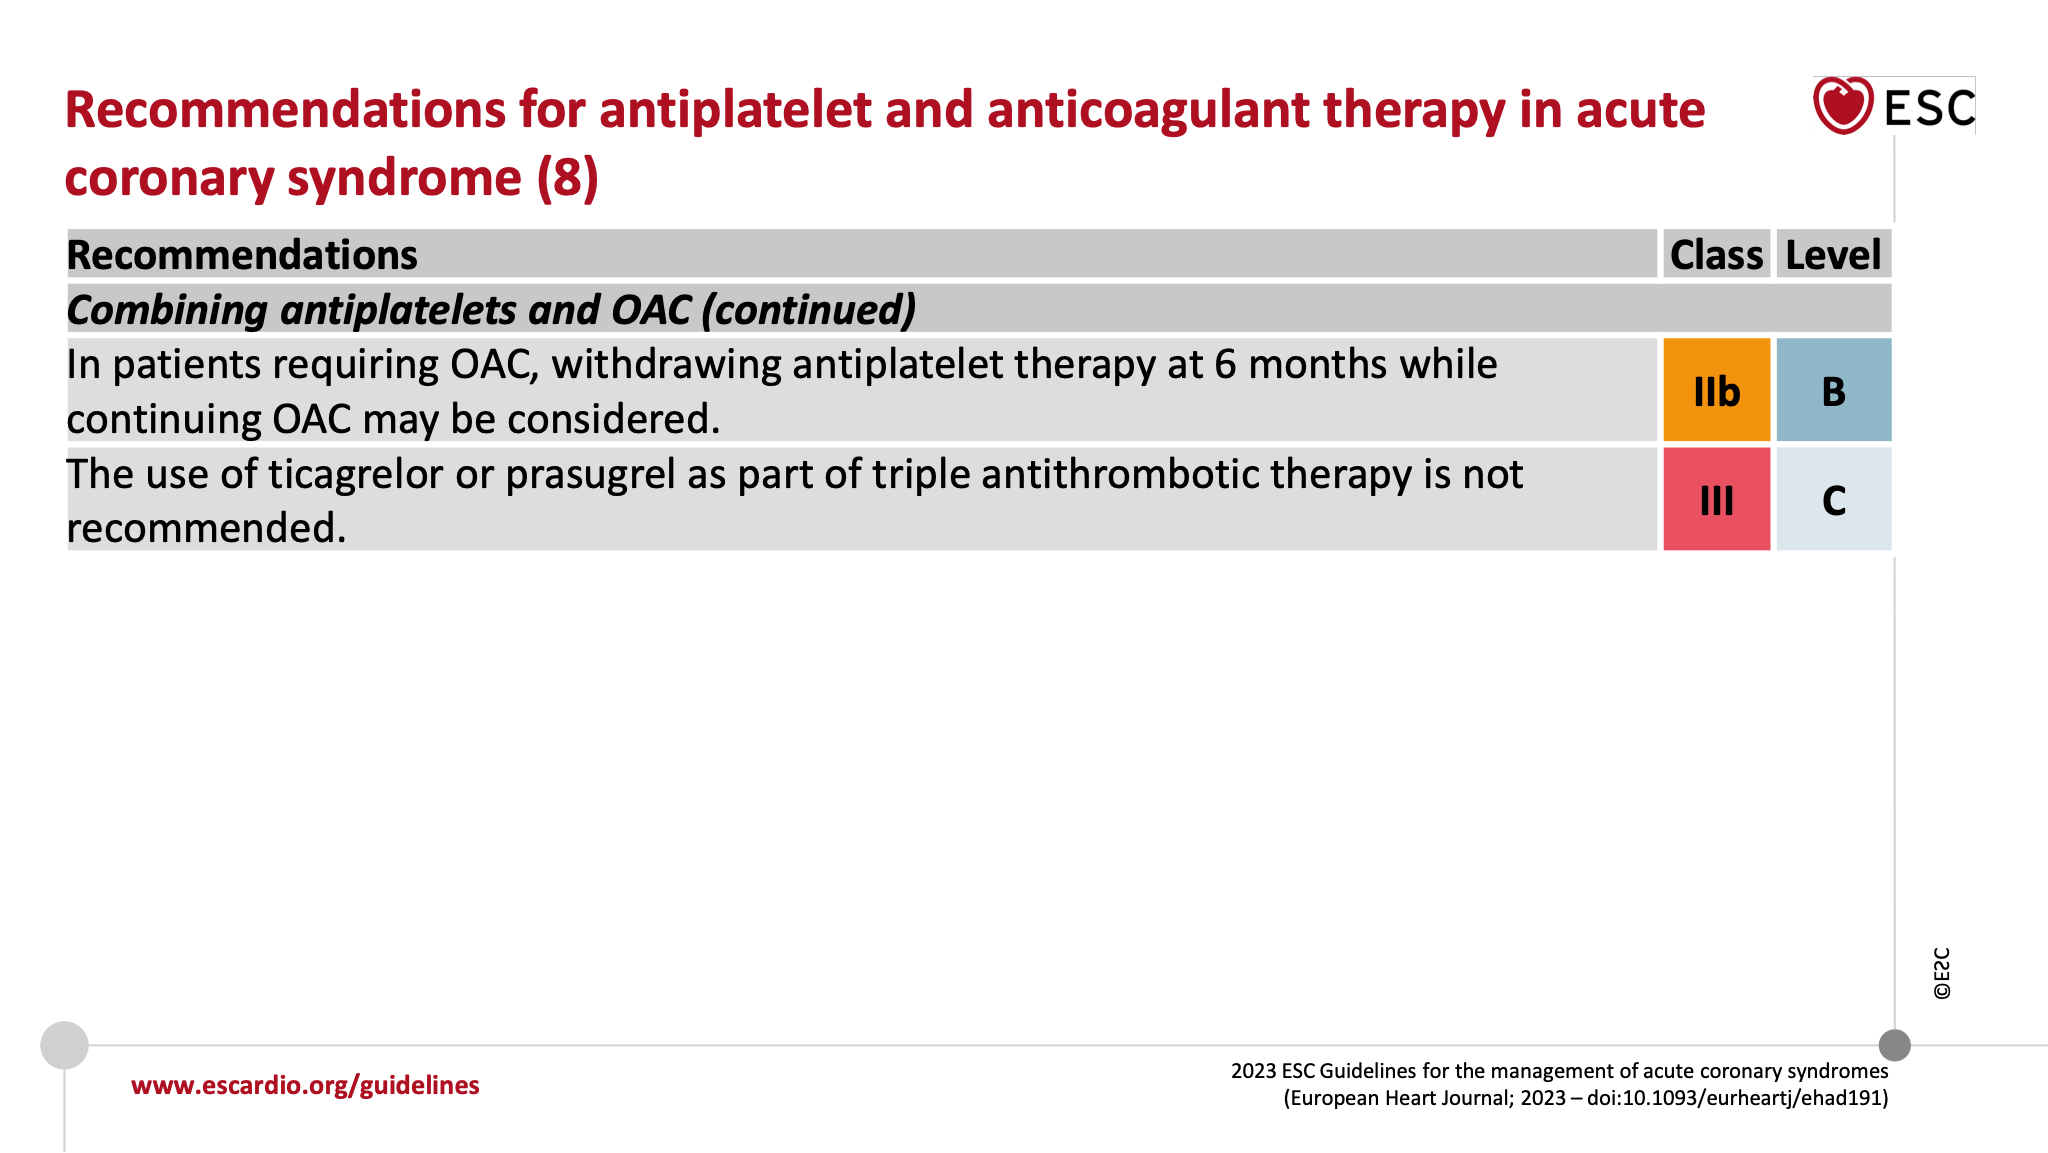 Recommendations for antiplatelet and anticoagulant therapy in acute
coronary syndrome (8)
ESC
Recommendations Class Level
Combining antiplatelets and OAC (continued)
In patients requiring OAC, withdrawing antiplatelet therapy at 6 months while
continuing OAC may be considered.
IIb B
The use of ticagrelor or prasugrel as part of triple antithrombotic therapy is not
recommended.
III C
©ESC
www.escardio.org/guidelines
2023 ESC Guidelines for the management of acute coronary syndromes
(European Heart Journal; 2023 – doi:10.1093/eurheartj/ehad191)